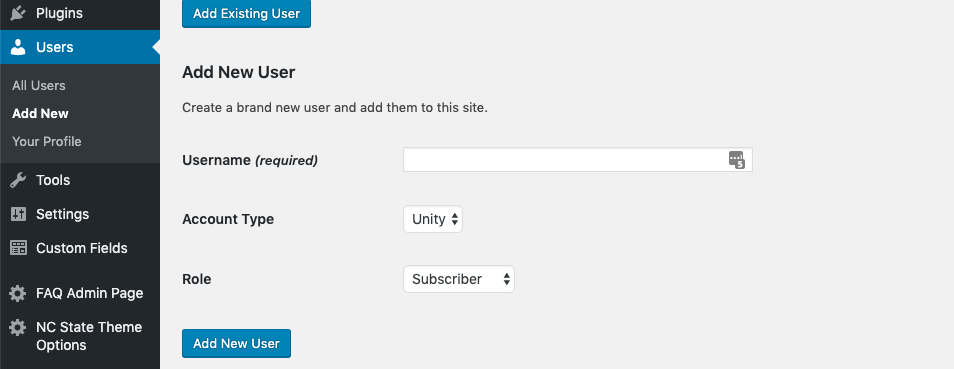 Plugins
Users
All Users
Add New
Your Profile
Tools
Settings
Custom Fields
FAQ Admin Page
NC State Theme
Options
Add Existing User
Add New User
Create a brand new user and add them to this site.
Username (required)
5
Account Type
Unity
Role
Subscriber
Add New User